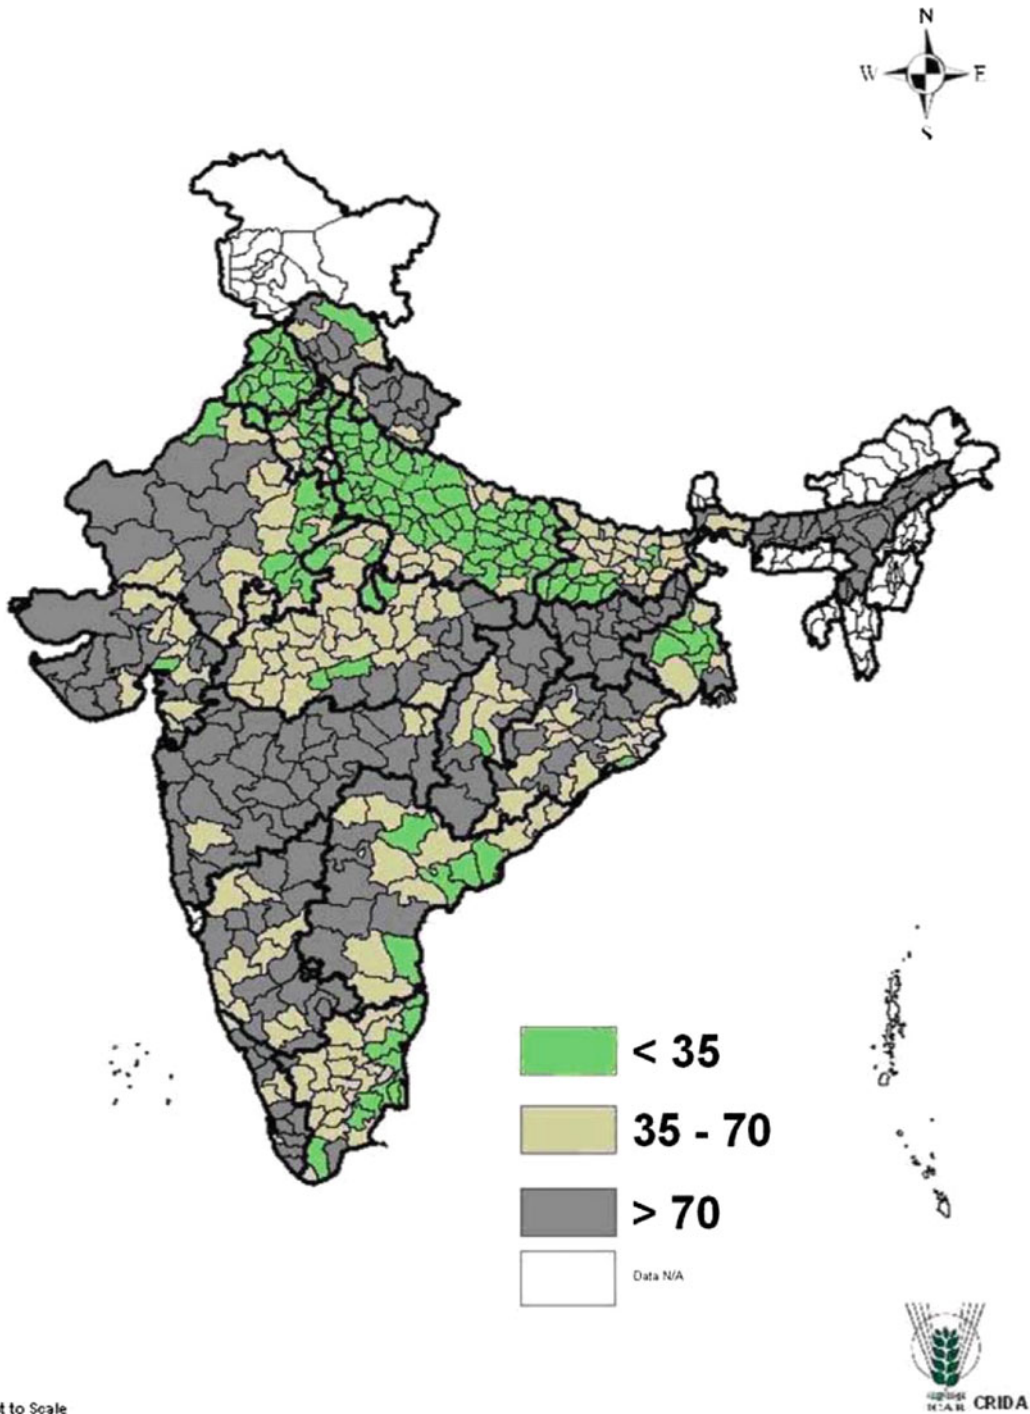 N
W E
S
< 35
35 - 70
> 70
Data N/A
ICAR CRIDA
t to Scale